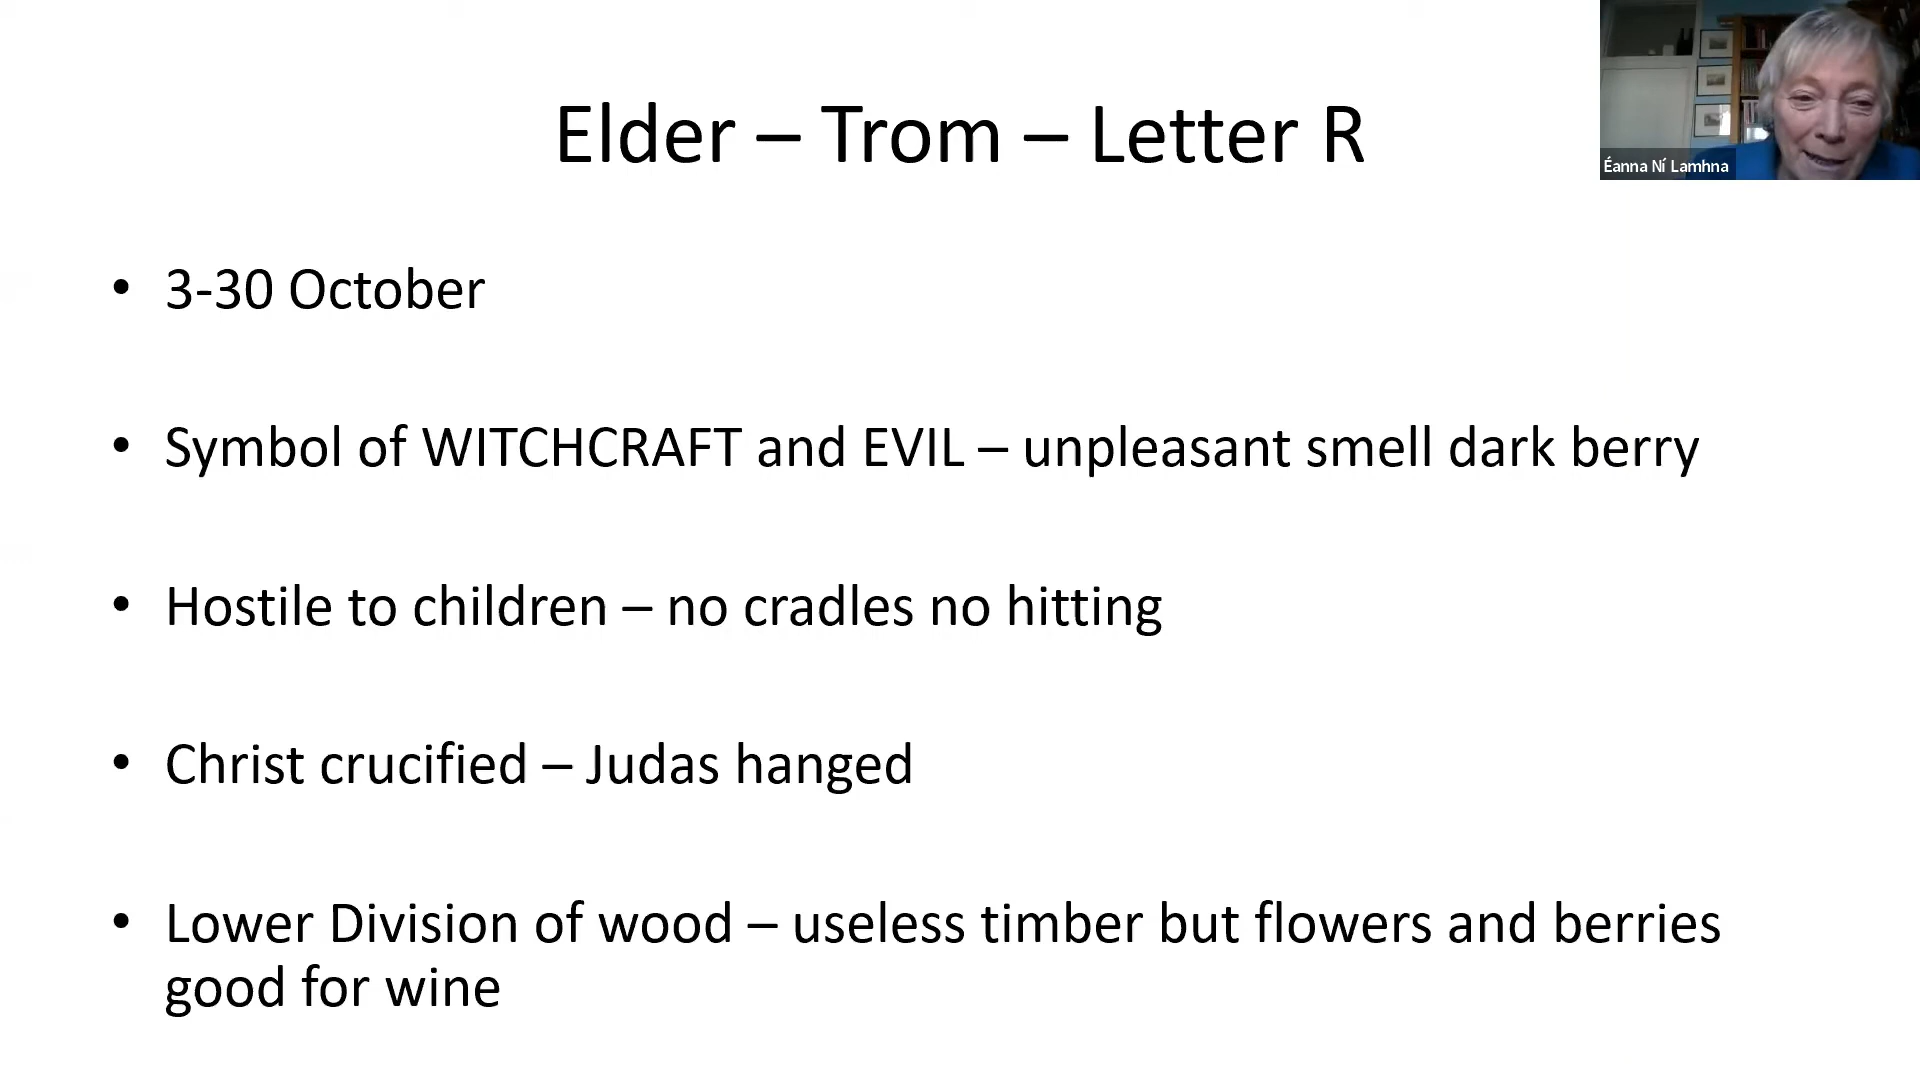 Elder – Trom – Letter R
Éanna Ní Lamhna
• 3-30 October
• Symbol of WITCHCRAFT and EVIL – unpleasant smell dark berry
• Hostile to children – no cradles no hitting
• Christ crucified – Judas hanged
• Lower Division of wood – useless timber but flowers and berries
good for wine